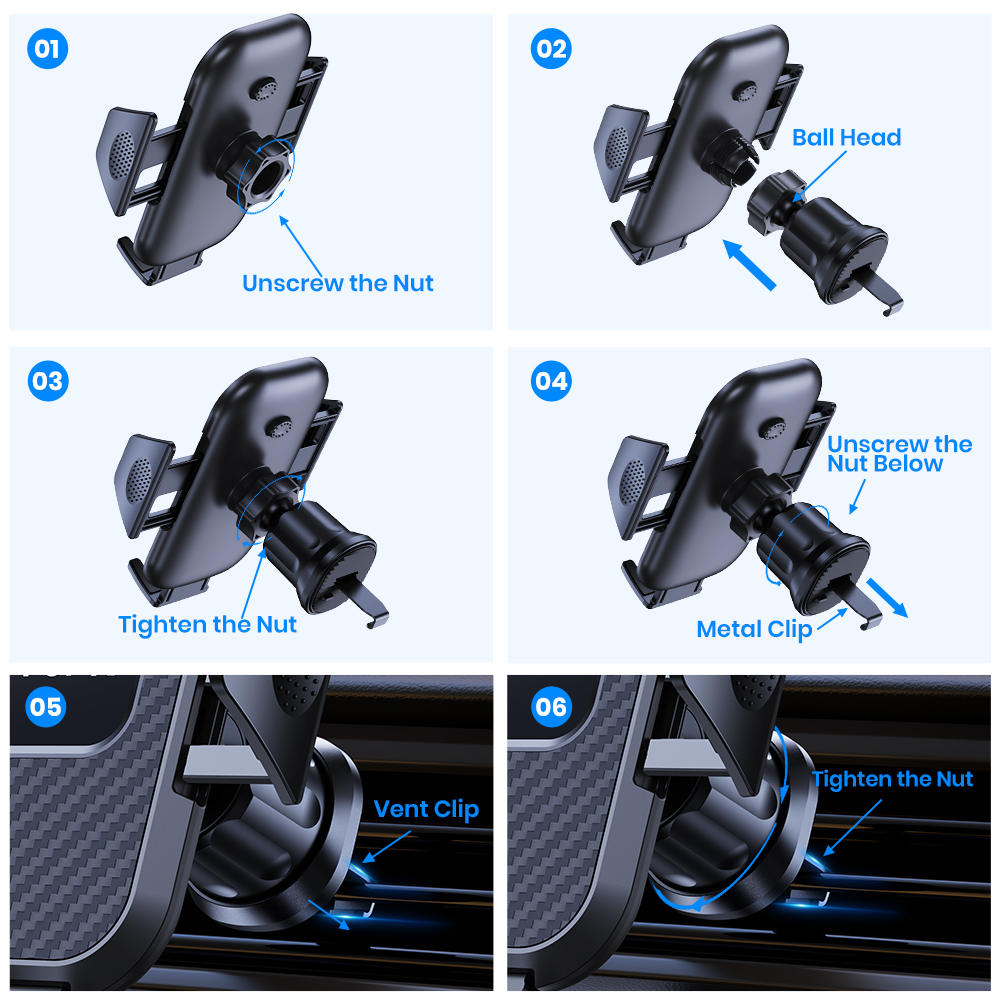 01
Unscrew the Nut
02
Ball Head
03
Tighten the Nut
04
Unscrew the
Nut Below
Metal Clip
05
Vent Clip
06
Tighten the Nut